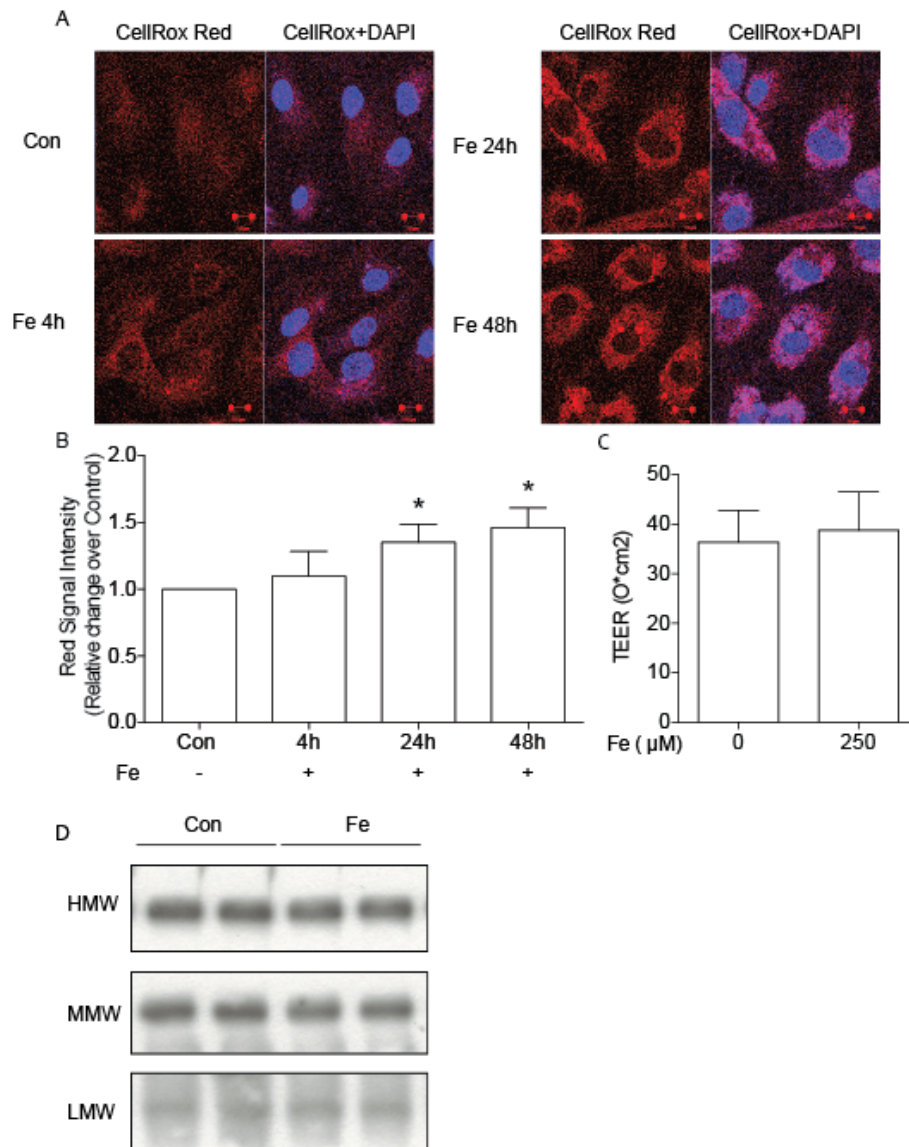 A
CellRox Red CellRox+DAPI CellRox Red CellRox+DAPI
Con
Fe 24h
Fe 4h
Fe 48h
B
Red Signal Intensity
(Relative change over Control)
2.0
1.5
1.0
0.5
0.0
* *
Con 4h 24h 48h
Fe - + + +
C
TEER (O*cm2)
50
40
30
20
10
0
Fe ( µM) 0 250
D
Con Fe
HMW
MMW
LMW